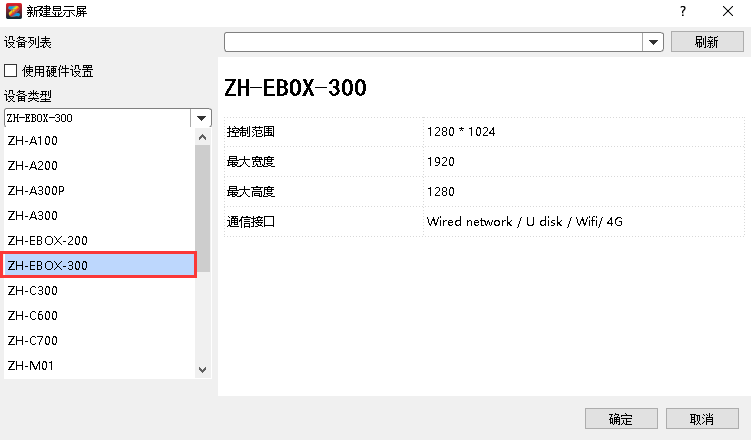 新建显示屏
?
设备列表
刷新
使用硬件设置
设备类型
ZH-EBOX-300
ZH-A100
ZH-A200
ZH-A300P
ZH-A300
ZH-EBOX-200
ZH-EBOX-300
ZH-C300
ZH-C600
ZH-C700
ZH-M01
ZH-EBOX-300
控制范围 1280 * 1024
最大宽度 1920
最大高度 1280
通信接口 Wired network / U disk / Wifi/ 4G
确定
取消